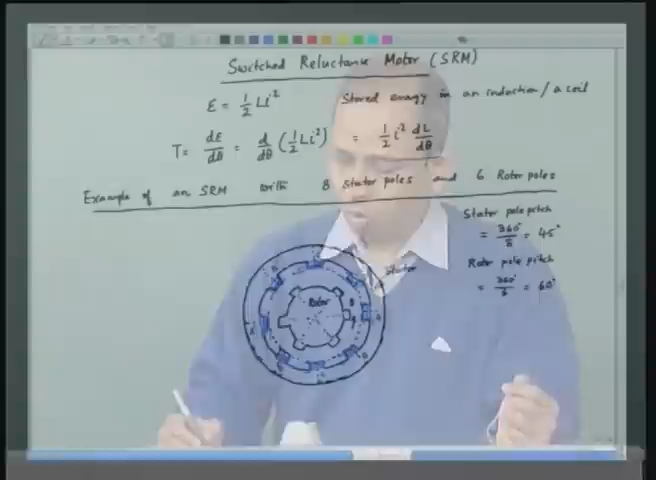 Switched Reluctance Motor (SRM)
E = 1/2 Li² Stored energy in an induction / a coil
T = dE/dθ = d/dθ (1/2 Li²) = 1/2 i² dL/dθ
Example of an SRM with 8 Stator poles and 6 Rotor poles
Stator pole pitch
= 360°/8 = 45°
Rotor pole pitch
= 360°/6 = 60°
Stator
Rotor